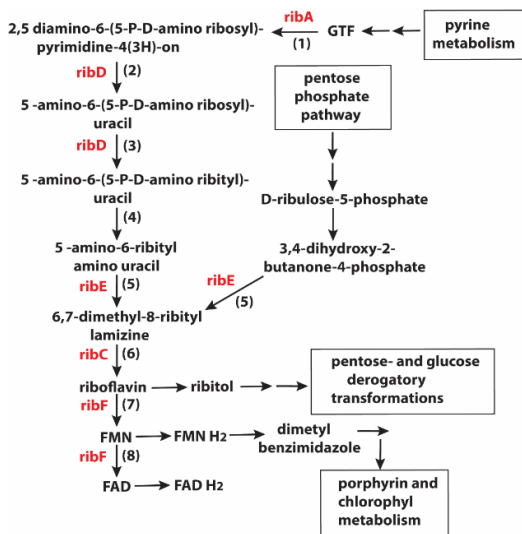 2,5 diamino-6-(5-P-D-amino ribosyl)-
pyrimidine-4(3H)-on
ribA
(1)
GTF
pyrine
metabolism
ribD
(2)
5 -amino-6-(5-P-D-amino ribosyl)-
uracil
pentose
phosphate
pathway
ribD
(3)
5 -amino-6-(5-P-D-amino ribityl)-
uracil
D-ribulose-5-phosphate
(4)
5 -amino-6-ribityl
amino uracil
3,4-dihydroxy-2-
butanone-4-phosphate
ribE
(5)
ribE
(5)
6,7-dimethyl-8-ribityl
lamizine
ribC
(6)
riboflavin
ribitol
pentose- and glucose
derogatory
transformations
ribF
(7)
FMN
FMN H2
dimetyl
benzimidazole
ribF
(8)
FAD
FAD H2
porphyrin and
chlorophyl
metabolism